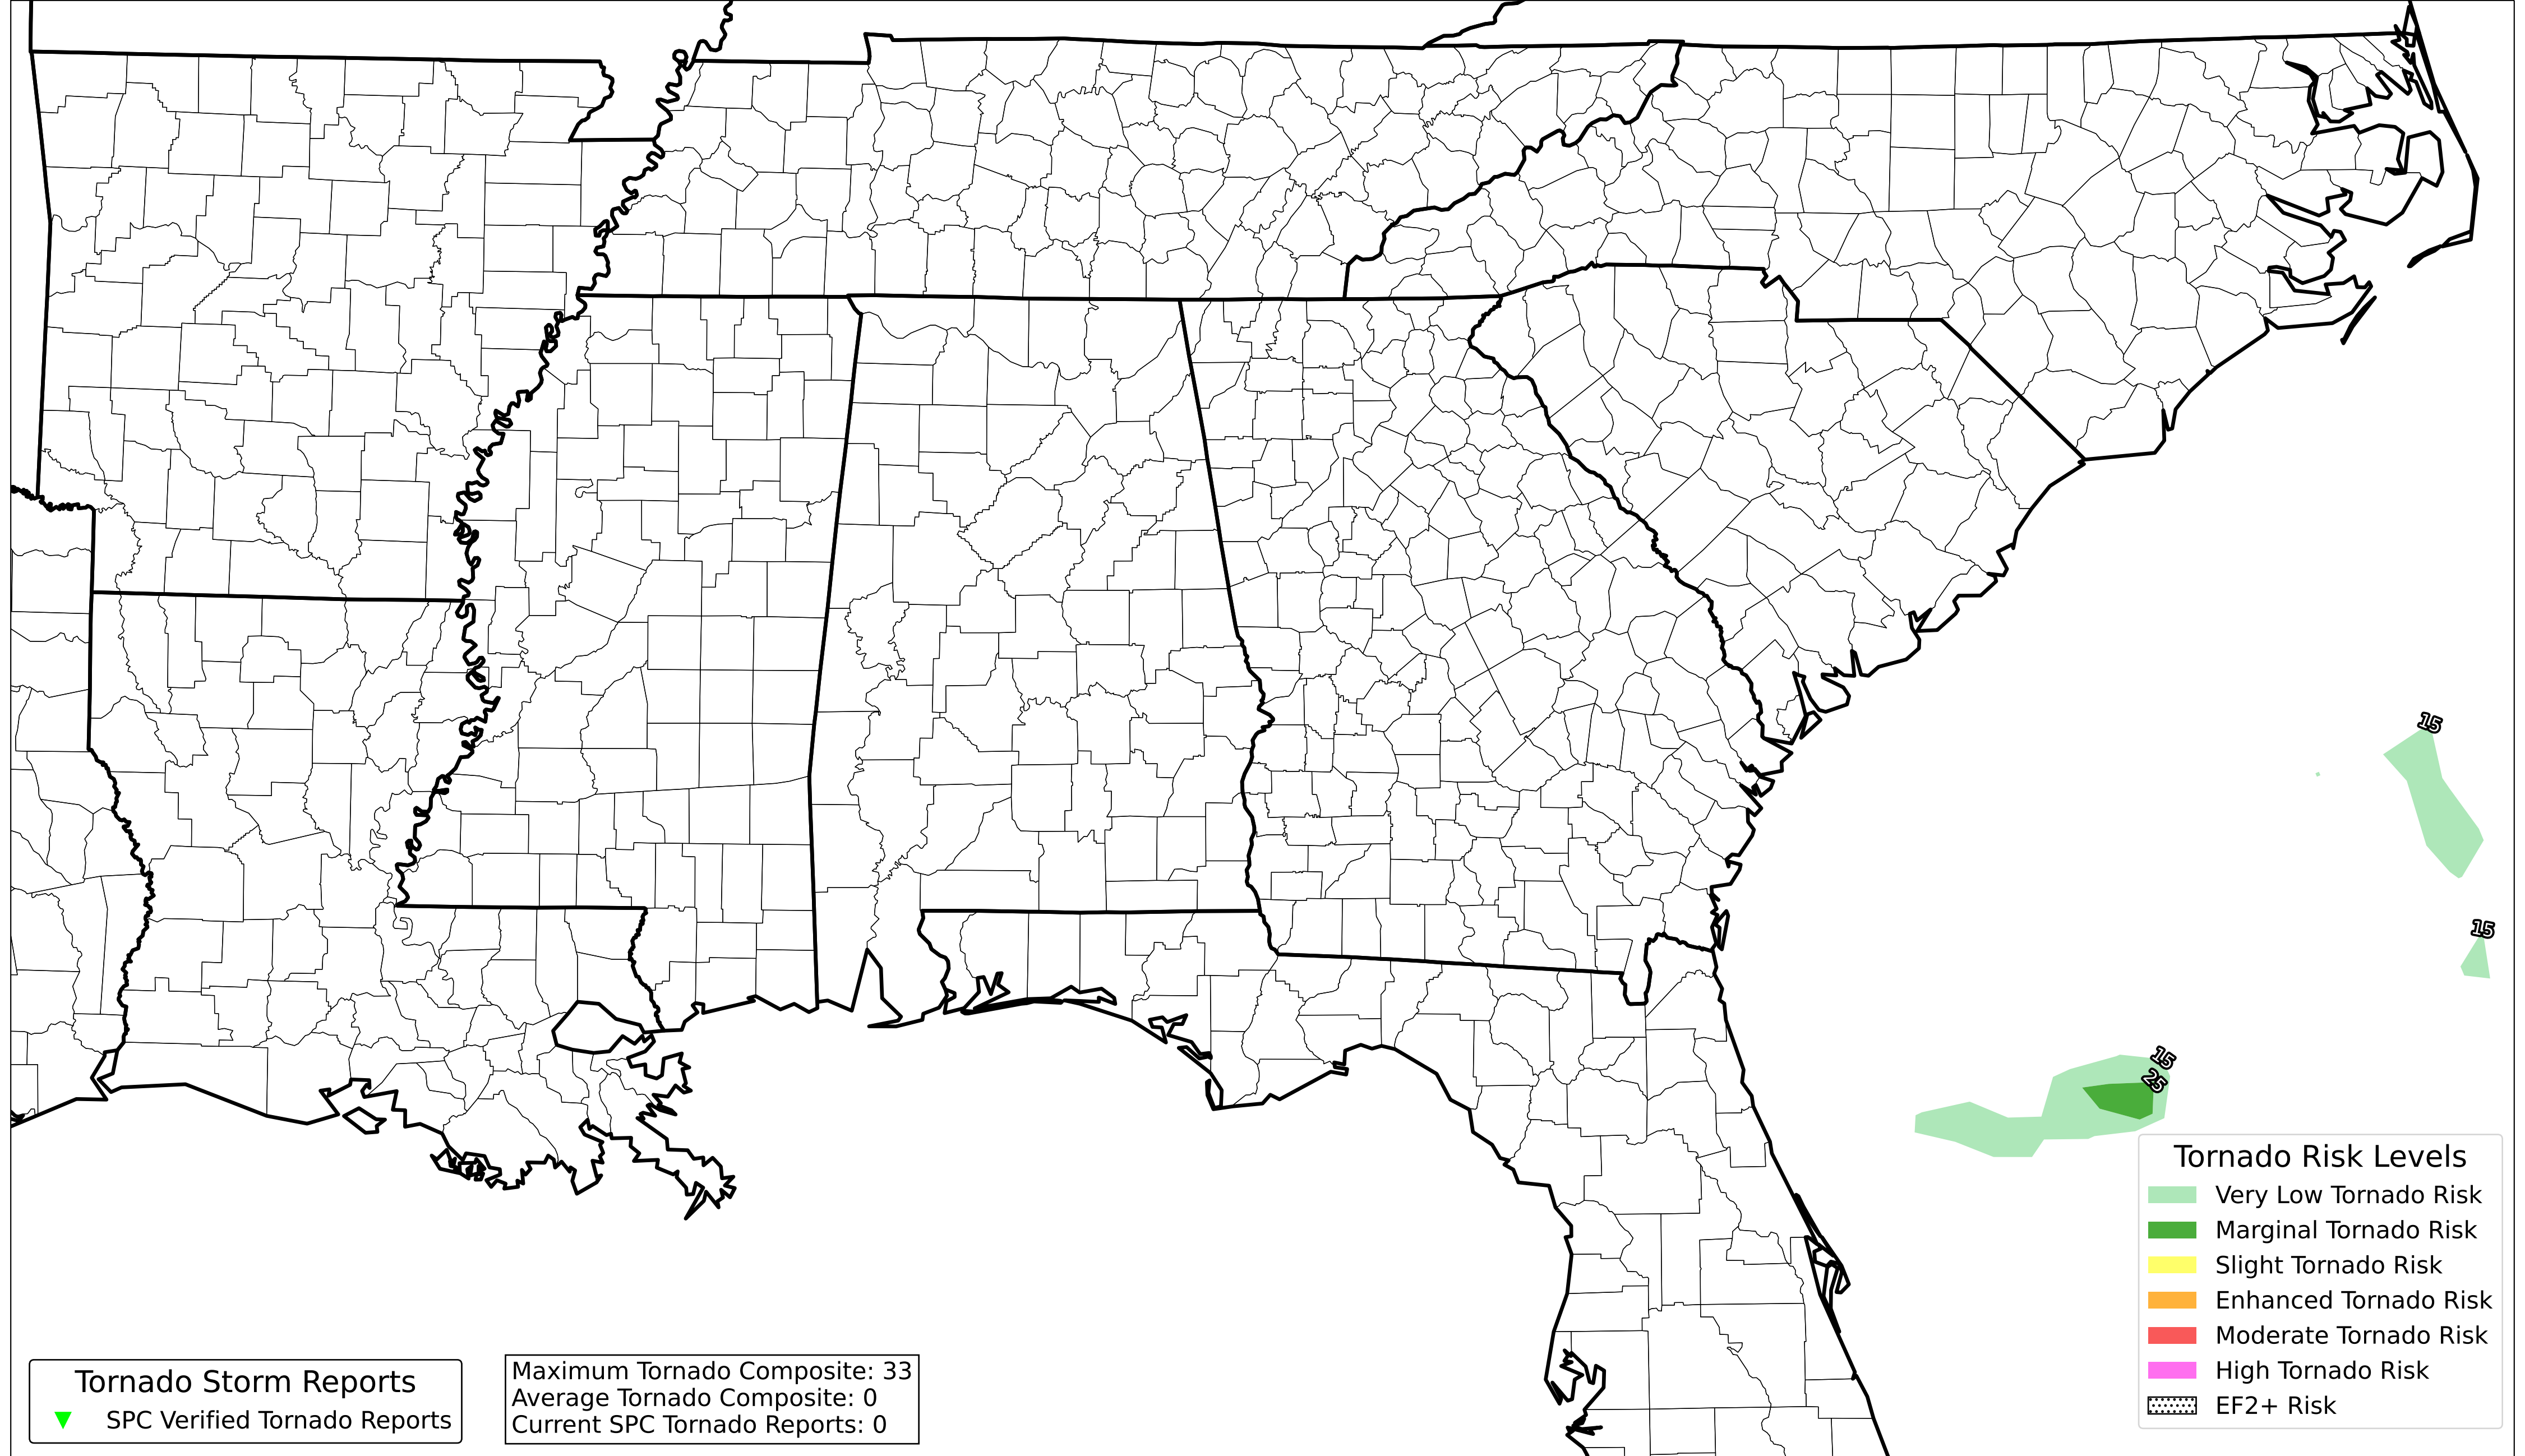 15
15
15
25
Tornado Risk Levels
Very Low Tornado Risk
Marginal Tornado Risk
Slight Tornado Risk
Enhanced Tornado Risk
Moderate Tornado Risk
High Tornado Risk
EF2+ Risk
Tornado Storm Reports
SPC Verified Tornado Reports
Maximum Tornado Composite: 33
Average Tornado Composite: 0
Current SPC Tornado Reports: 0